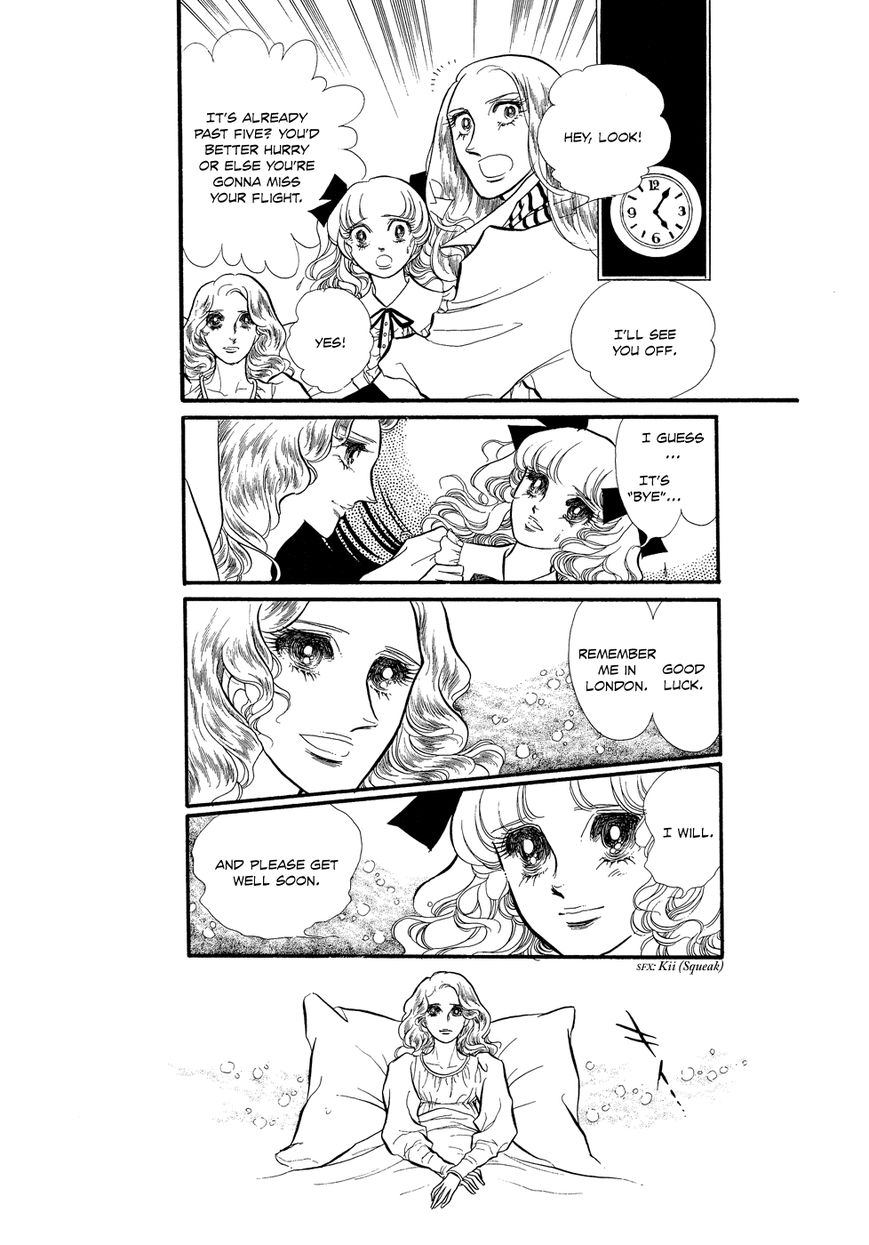 HEY, LOOK!
IT'S ALREADY
PAST FIVE? YOU'D
BETTER HURRY
OR ELSE YOU'RE
GONNA MISS
YOUR FLIGHT.
12
3
6
9
I'LL SEE
YOU OFF.
YES!
I GUESS
...
IT'S
"BYE"...
GOOD
LUCK.
REMEMBER
ME IN
LONDON.
I WILL.
AND PLEASE GET
WELL SOON.
SFX: Kii (Squeak)
キイ